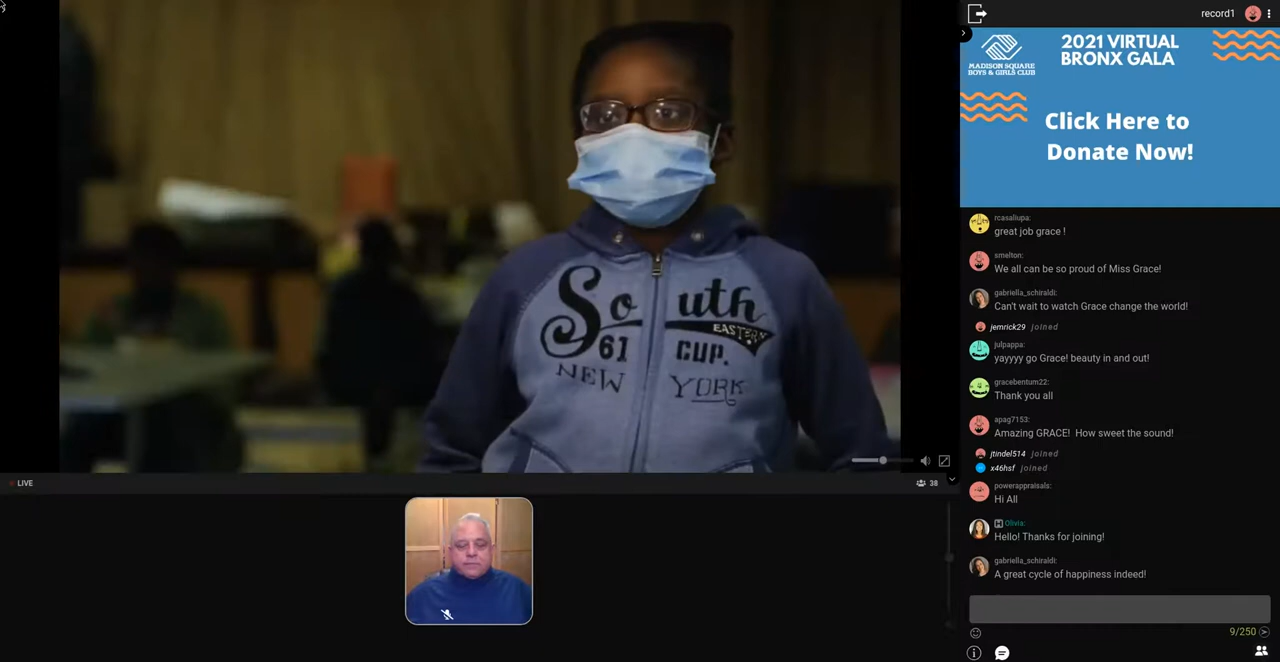 So uth
EASTERN
61 CUP.
NEW YORK
LIVE
38
record1
MADISON SQUARE
BOYS & GIRLS CLUB
2021 VIRTUAL
BRONX GALA
Click Here to
Donate Now!
rcasaliupa:
great job grace !
smelton:
We all can be so proud of Miss Grace!
gabriella_schiraldi:
Can't wait to watch Grace change the world!
jemrick29 joined
julpappa:
yayyyy go Grace! beauty in and out!
gracebentum22:
Thank you all
apag7153:
Amazing GRACE! How sweet the sound!
jtindel514 joined
x46hsf joined
powerappraisals:
Hi All
H Olivia:
Hello! Thanks for joining!
gabriella_schiraldi:
A great cycle of happiness indeed!
9/250